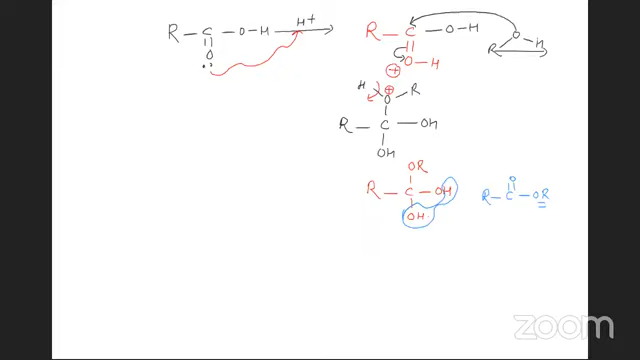 R – C – O – H H+
O
R – C – O – H
O – H
+
R O H
H + O R
R – C – OH
OH
OR
R – C – OH
OH
O
R – C – OR
zoom